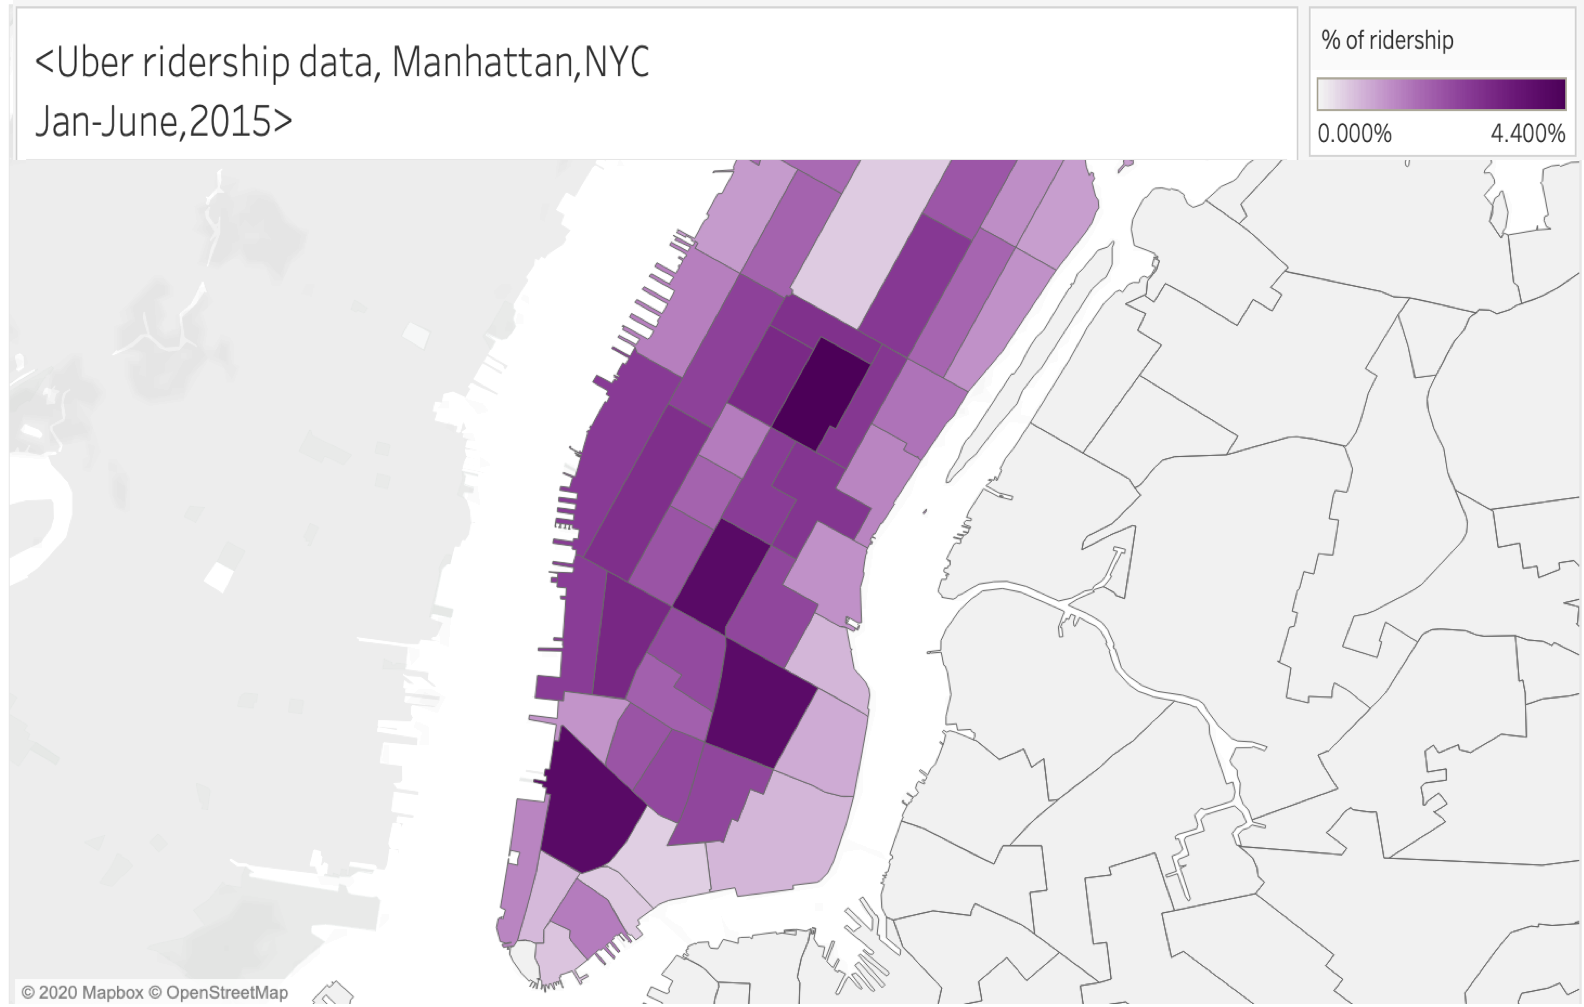 <Uber ridership data, Manhattan,NYC
Jan-June,2015>
% of ridership
0.000% 4.400%
© 2020 Mapbox © OpenStreetMap